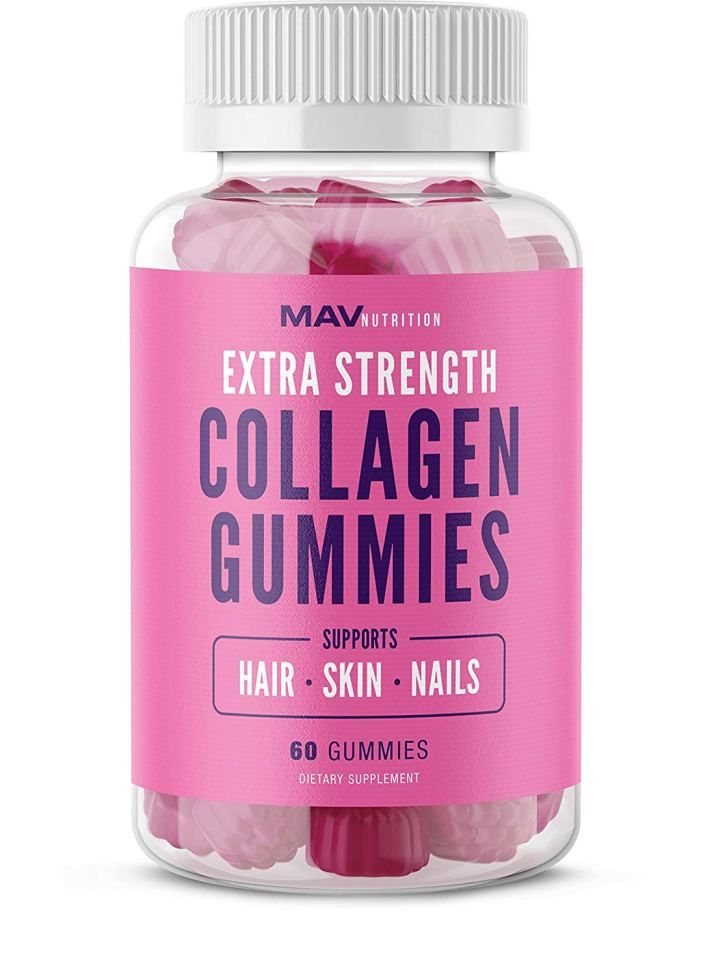 MAV NUTRITION
EXTRA STRENGTH
COLLAGEN
GUMMIES
SUPPORTS
HAIR · SKIN · NAILS
60 GUMMIES
DIETARY SUPPLEMENT